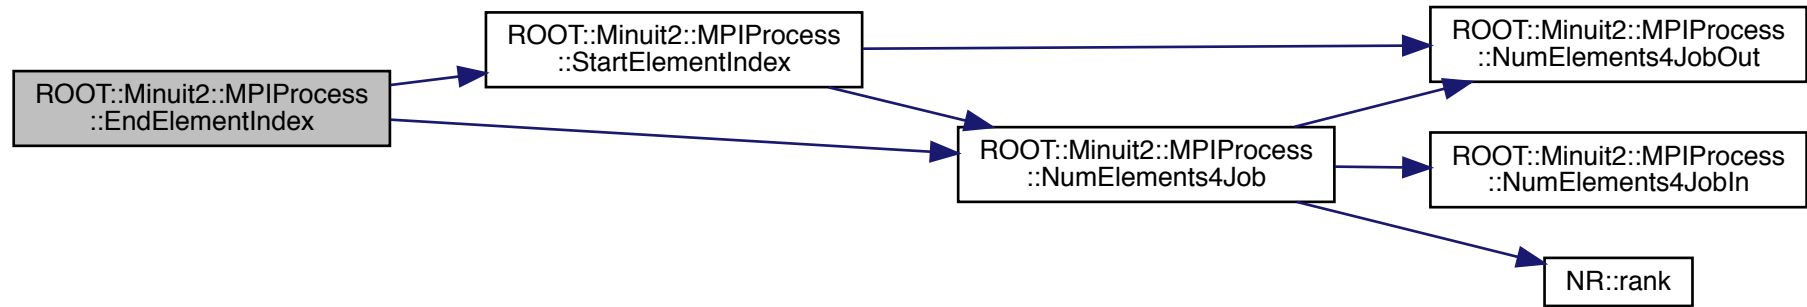 ROOT::Minuit2::MPIProcess
::EndElementIndex
ROOT::Minuit2::MPIProcess
::StartElementIndex
ROOT::Minuit2::MPIProcess
::NumElements4Job
ROOT::Minuit2::MPIProcess
::NumElements4JobOut
ROOT::Minuit2::MPIProcess
::NumElements4JobIn
NR::rank